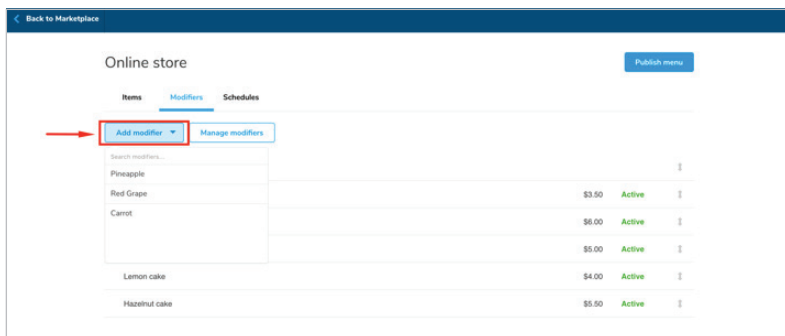 Back to Marketplace
Online store
Publish menu
Items Modifiers Schedules
Add modifier Manage modifiers
Search modifiers...
Pineapple
Red Grape $3.50 Active
Carrot $6.00 Active
$5.00 Active
Lemon cake $4.00 Active
Hazelnut cake $5.50 Active